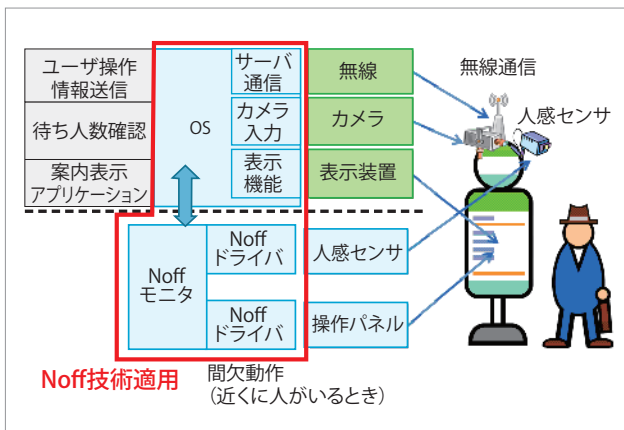 ユーザ操作
情報送信
待ち人数確認
案内表示
アプリケーション
OS
サーバ
通信
カメラ
入力
表示
機能
無線
カメラ
表示装置
無線通信
人感センサ
Noff
モニタ
Noff
ドライバ
Noff
ドライバ
人感センサ
操作パネル
Noff技術適用
間欠動作
（近くに人がいるとき）